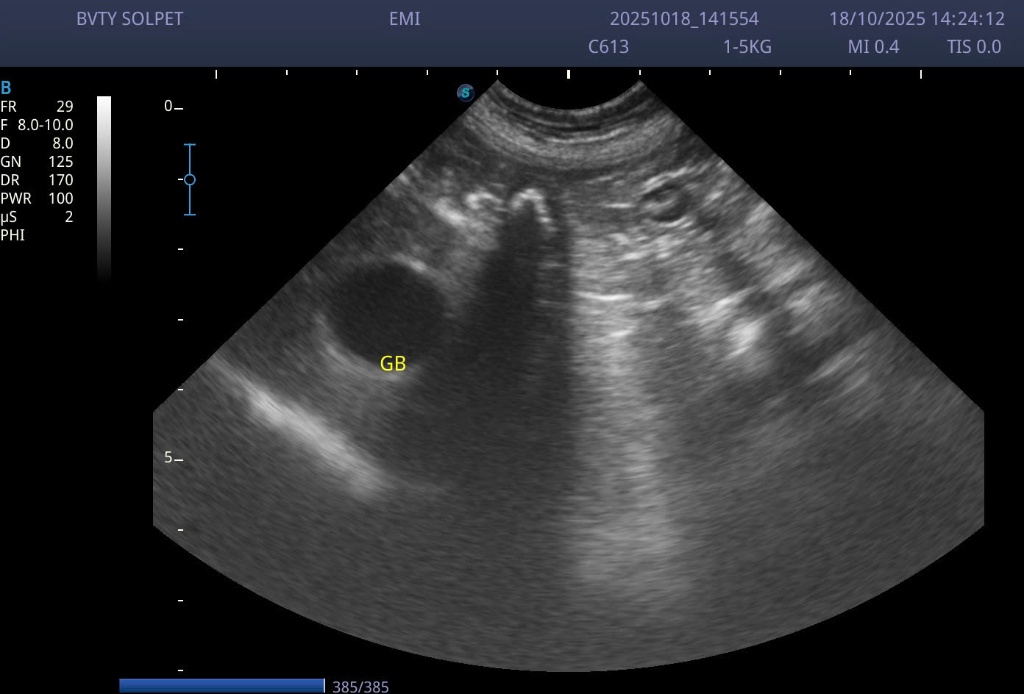 BVTY SOLPET EMI 20251018_141554 18/10/2025 14:24:12
C613 1-5KG MI 0.4 TIS 0.0
B
FR 29
F 8.0-10.0
D 8.0
GN 125
DR 170
PWR 100
µS 2
PHI
S
0
GB
5
385/385